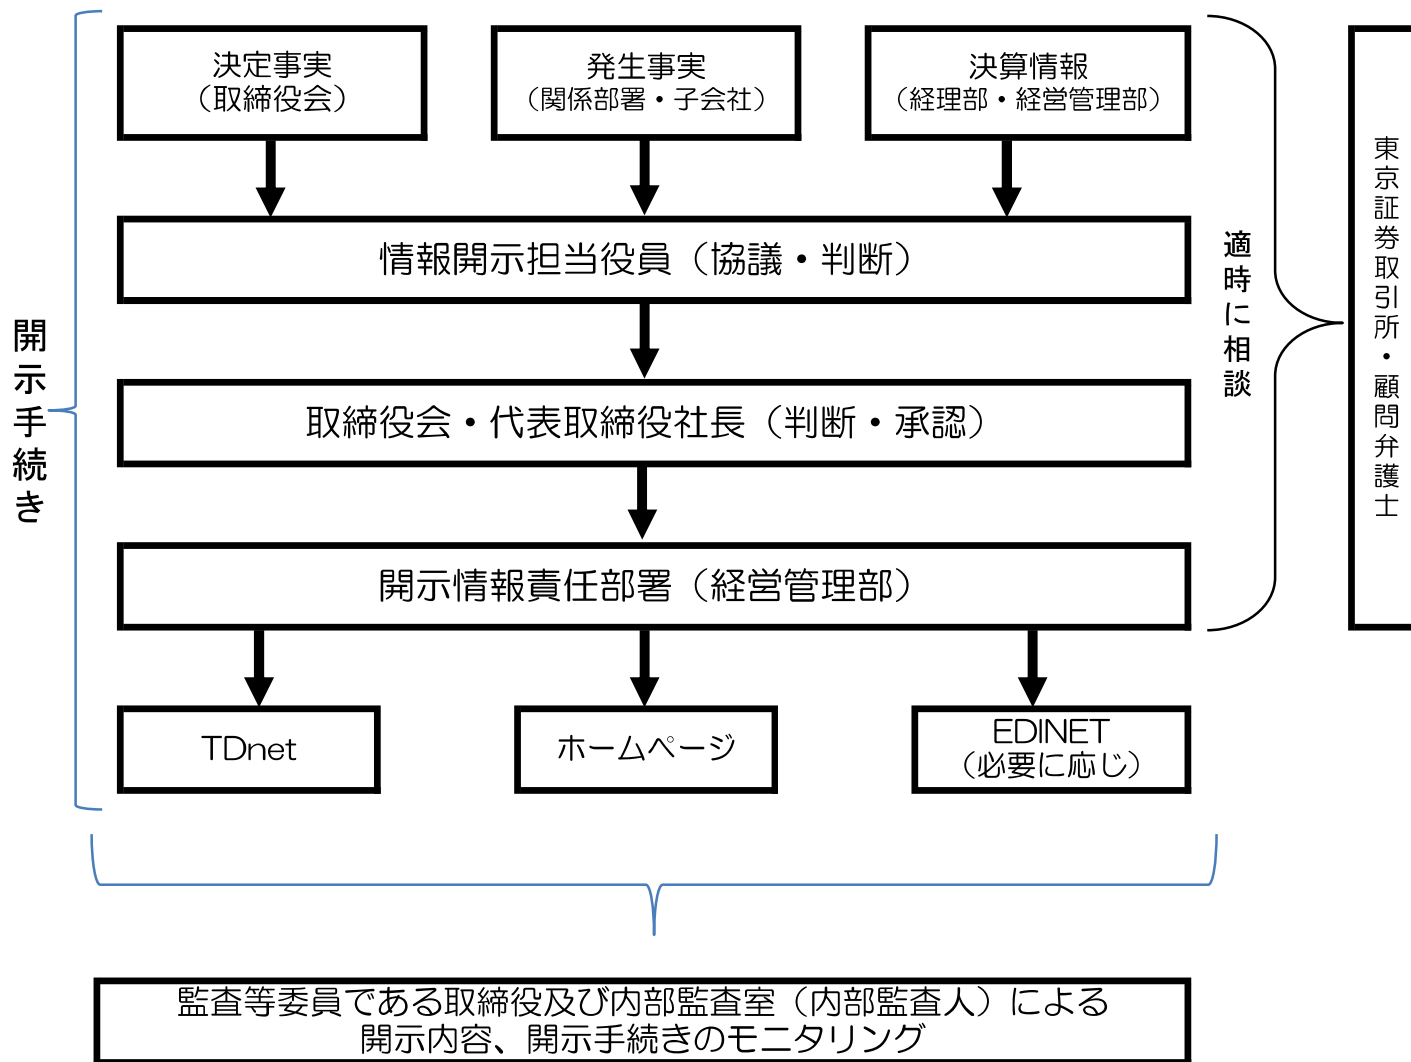 決定事実
（取締役会）
発生事実
（関係部署・子会社）
決算情報
（経理部・経営管理部）
情報開示担当役員（協議・判断）
取締役会・代表取締役社長（判断・承認）
開示情報責任部署（経営管理部）
TDnet
ホームページ
EDINET
（必要に応じ）
開示手続き
適時に相談
東京証券取引所・顧問弁護士
監査等委員である取締役及び内部監査室（内部監査人）による
開示内容、開示手続きのモニタリング